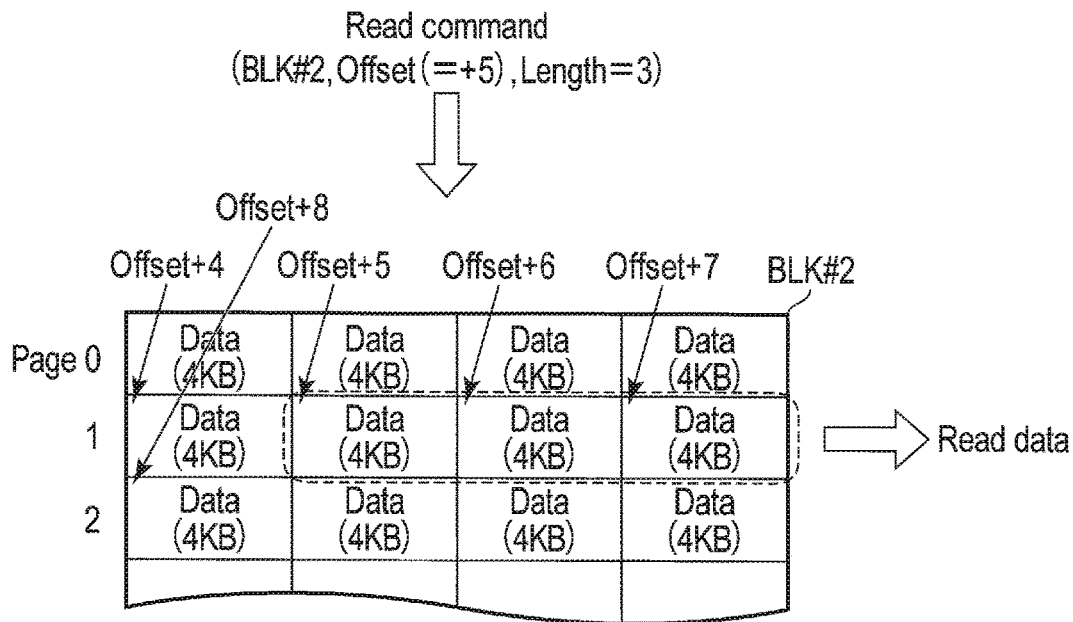 Read command
(BLK#2, Offset(=+5), Length=3)
Offset+8
Offset+4 Offset+5 Offset+6 Offset+7 BLK#2
Page 0 Data (4KB) Data (4KB) Data (4KB) Data (4KB)
1 Data (4KB) Data (4KB) Data (4KB) Data (4KB) Read data
2 Data (4KB) Data (4KB) Data (4KB) Data (4KB)